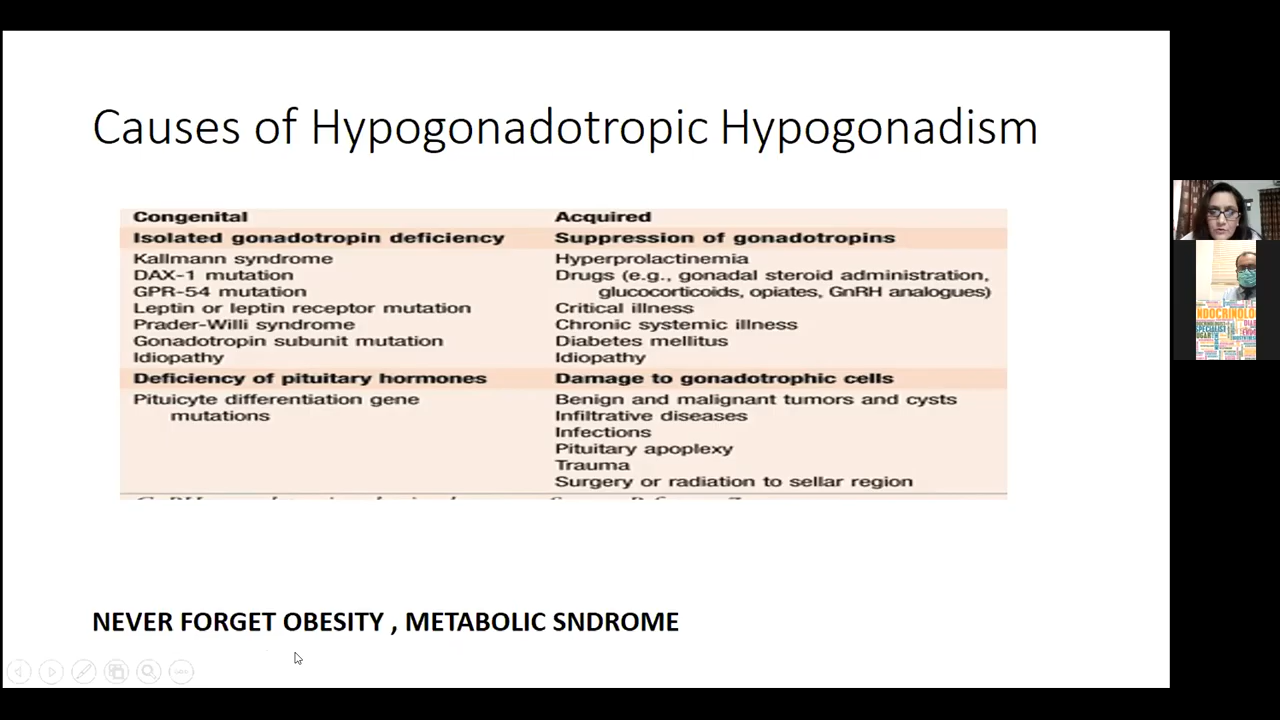 Causes of Hypogonadotropic Hypogonadism
Congenital
Isolated gonadotropin deficiency
Kallmann syndrome
DAX-1 mutation
GPR-54 mutation
Leptin or leptin receptor mutation
Prader-Willi syndrome
Gonadotropin subunit mutation
Idiopathy
Deficiency of pituitary hormones
Pituicyte differentiation gene
mutations
Acquired
Suppression of gonadotropins
Hyperprolactinemia
Drugs (e.g., gonadal steroid administration,
glucocorticoids, opiates, GnRH analogues)
Critical illness
Chronic systemic illness
Diabetes mellitus
Idiopathy
Damage to gonadotrophic cells
Benign and malignant tumors and cysts
Infiltrative diseases
Infections
Pituitary apoplexy
Trauma
Surgery or radiation to sellar region
NEVER FORGET OBESITY , METABOLIC SNDROME